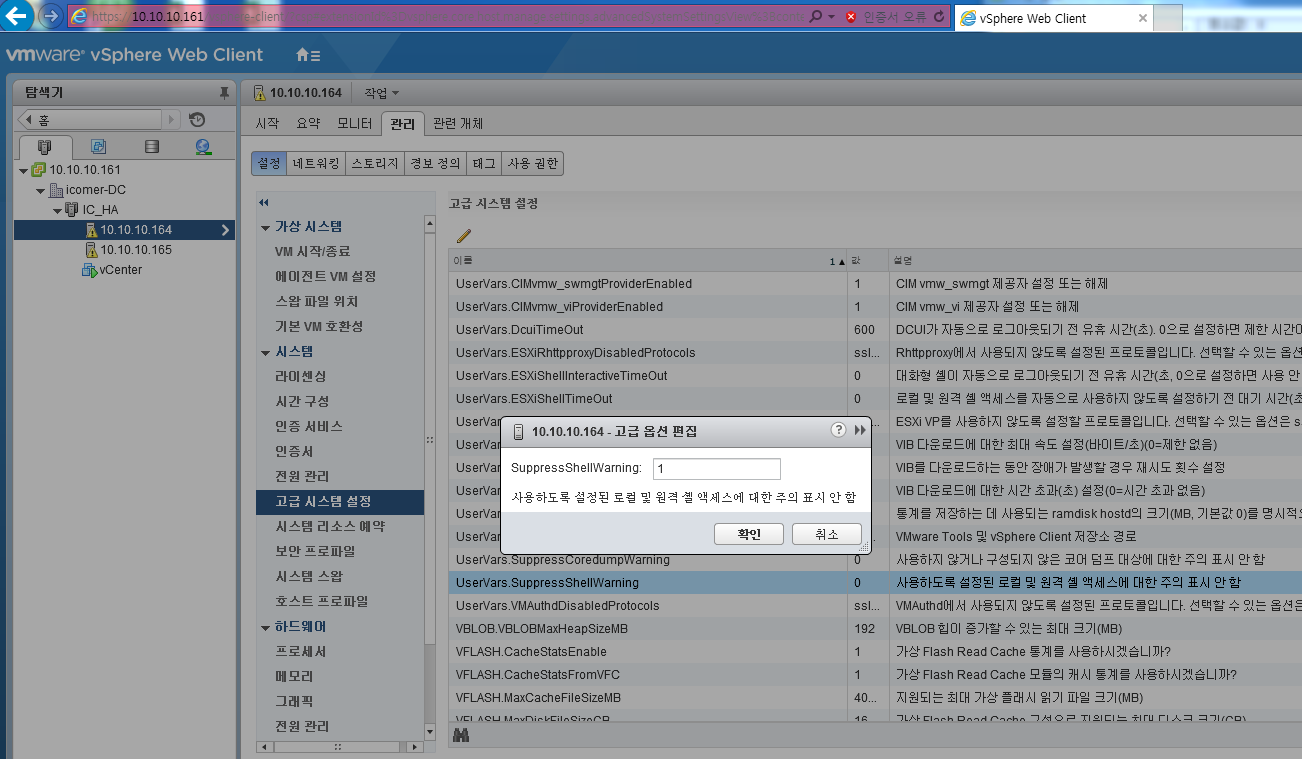 https://10.10.10.161
인증서 오류
vSphere Web Client
vmware® vSphere Web Client
탐색기
홈
10.10.10.161
icomer-DC
IC_HA
10.10.10.164
10.10.10.165
vCenter
10.10.10.164 작업
시작 요약 모니터 관리 관련 개체
설정 네트워킹 스토리지 경보 정의 태그 사용 권한
가상 시스템
VM 시작/종료
에이전트 VM 설정
스왑 파일 위치
기본 VM 호환성
시스템
라이센싱
시간 구성
인증 서비스
인증서
전원 관리
고급 시스템 설정
시스템 리소스 예약
보안 프로파일
시스템 스왑
호스트 프로파일
하드웨어
프로세서
메모리
그래픽
전원 관리
고급 시스템 설정
이름 1 ▲ 값 설명
UserVars.CIMvmw_swmgtProviderEnabled 1 CIM vmw_swmgt 제공자 설정 또는 해제
UserVars.CIMvmw_viProviderEnabled 1 CIM vmw_vi 제공자 설정 또는 해제
UserVars.DcuiTimeOut 600 DCUI가 자동으로 로그아웃되기 전 유휴 시간(초). 0으로 설정하면 제한 시간이
UserVars.ESXiRhttpproxyDisabledProtocols ssl... Rhttpproxy에서 사용되지 않도록 설정된 프로토콜입니다. 선택할 수 있는 옵션
UserVars.ESXiShellInteractiveTimeOut 0 대화형 셸이 자동으로 로그아웃되기 전 유휴 시간(초, 0으로 설정하면 사용 안
UserVars.ESXiShellTimeOut 0 로컬 및 원격 셸 액세스를 자동으로 사용하지 않도록 설정하기 전 대기 시간(초
UserVa ESXi VP를 사용하지 않도록 설정할 프로토콜입니다. 선택할 수 있는 옵션은 s
UserVa VIB 다운로드에 대한 최대 속도 설정(바이트/초)(0=제한 없음)
UserVa VIB를 다운로드하는 동안 장애가 발생할 경우 재시도 횟수 설정
UserVa VIB 다운로드에 대한 시간 초과(초) 설정(0=시간 초과 없음)
UserVa 통계를 저장하는 데 사용되는 ramdisk hostd의 크기(MB, 기본값 0)를 명시적으
UserVa VMware Tools 및 vSphere Client 저장소 경로
UserVars.SuppressCoredumpWarning 0 사용하지 않거나 구성되지 않은 코어 덤프 대상에 대한 주의 표시 안 함
UserVars.SuppressShellWarning 0 사용하도록 설정된 로컬 및 원격 셸 액세스에 대한 주의 표시 안 함
UserVars.VMAuthdDisabledProtocols ssl... VMAuthd에서 사용되지 않도록 설정된 프로토콜입니다. 선택할 수 있는 옵션은
VBLOB.VBLOBMaxHeapSizeMB 192 VBLOB 힙이 증가할 수 있는 최대 크기(MB)
VFLASH.CacheStatsEnable 1 가상 Flash Read Cache 통계를 사용하시겠습니까?
VFLASH.CacheStatsFromVFC 1 가상 Flash Read Cache 모듈의 캐시 통계를 사용하시겠습니까?
VFLASH.MaxCacheFileSizeMB 40... 지원되는 최대 가상 플래시 읽기 파일 크기(MB)
VFLASH.MaxDiskFileSizeGB 16 가상 Flash Read Cache 구성으로 지원되는 최대 디스크 크기(GB)
10.10.10.164 - 고급 옵션 편집
SuppressShellWarning: 1
사용하도록 설정된 로컬 및 원격 셸 액세스에 대한 주의 표시 안 함
확인 취소